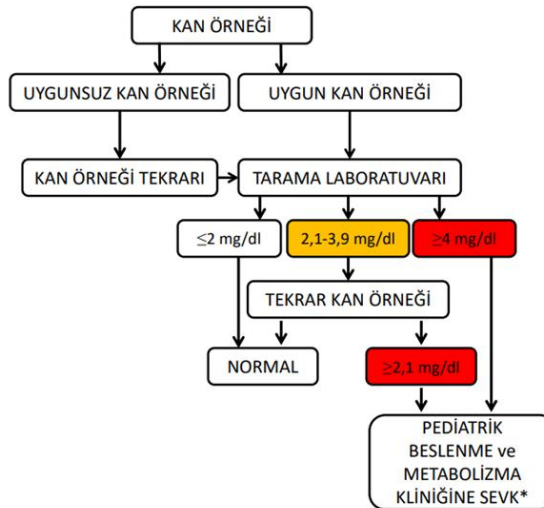 KAN ÖRNEĞİ
UYGUNSUZ KAN ÖRNEĞİ
UYGUN KAN ÖRNEĞİ
KAN ÖRNEĞİ TEKRARI
TARAMA LABORATUVARI
≤2 mg/dl
2,1-3,9 mg/dl
≥4 mg/dl
TEKRAR KAN ÖRNEĞİ
NORMAL
≥2,1 mg/dl
PEDİATRİK
BESLENME ve
METABOLİZMA
KLİNİĞİNE SEVK*